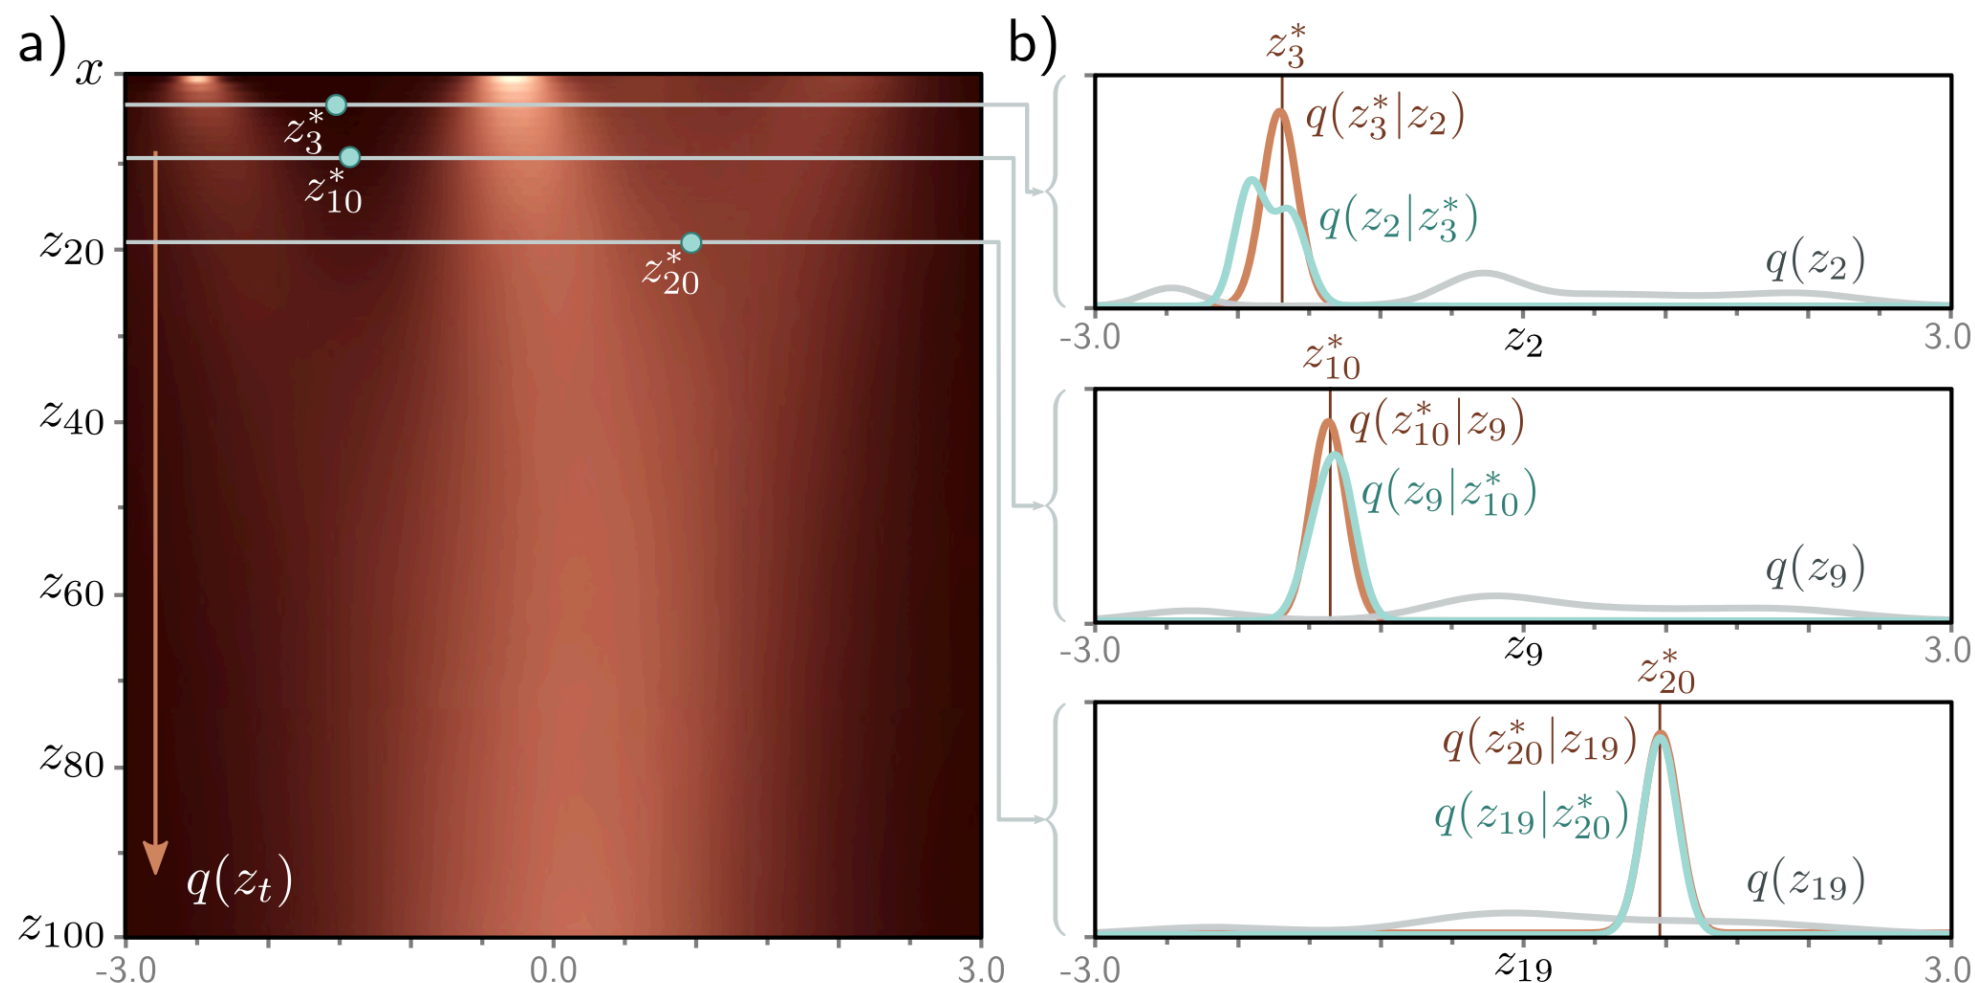 a)
x
z*3
z*10
z20
z*20
z40
z60
z80
q(zt)
z100
-3.0 0.0 3.0
b)
z*3
q(z*3|z2)
q(z2|z*3)
q(z2)
-3.0 z2 3.0
z*10
q(z*10|z9)
q(z9|z*10)
q(z9)
-3.0 z9 3.0
z*20
q(z*20|z19)
q(z19|z*20)
q(z19)
-3.0 z19 3.0